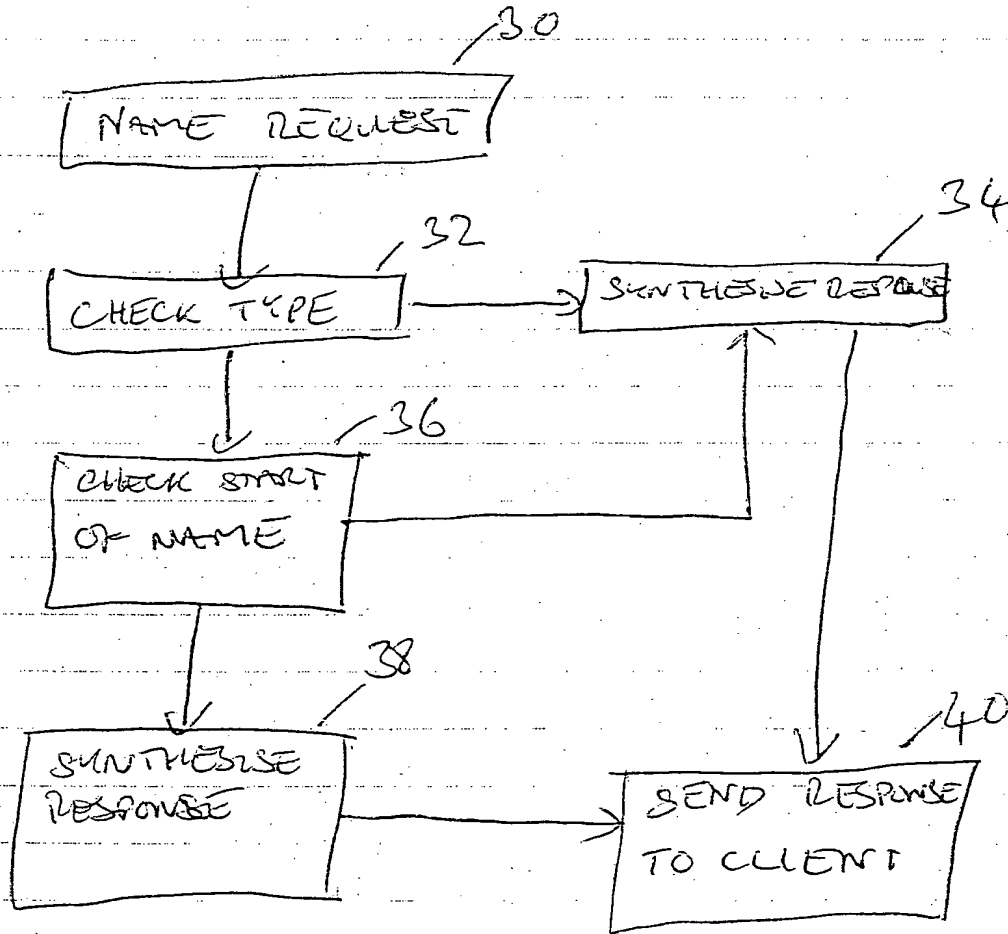 30
NAME REQUEST
32
CHECK TYPE
34
SYNTHESISE RESPONSE
36
CHECK START
OF NAME
38
SYNTHESISE
RESPONSE
40
SEND RESPONSE
TO CLIENT